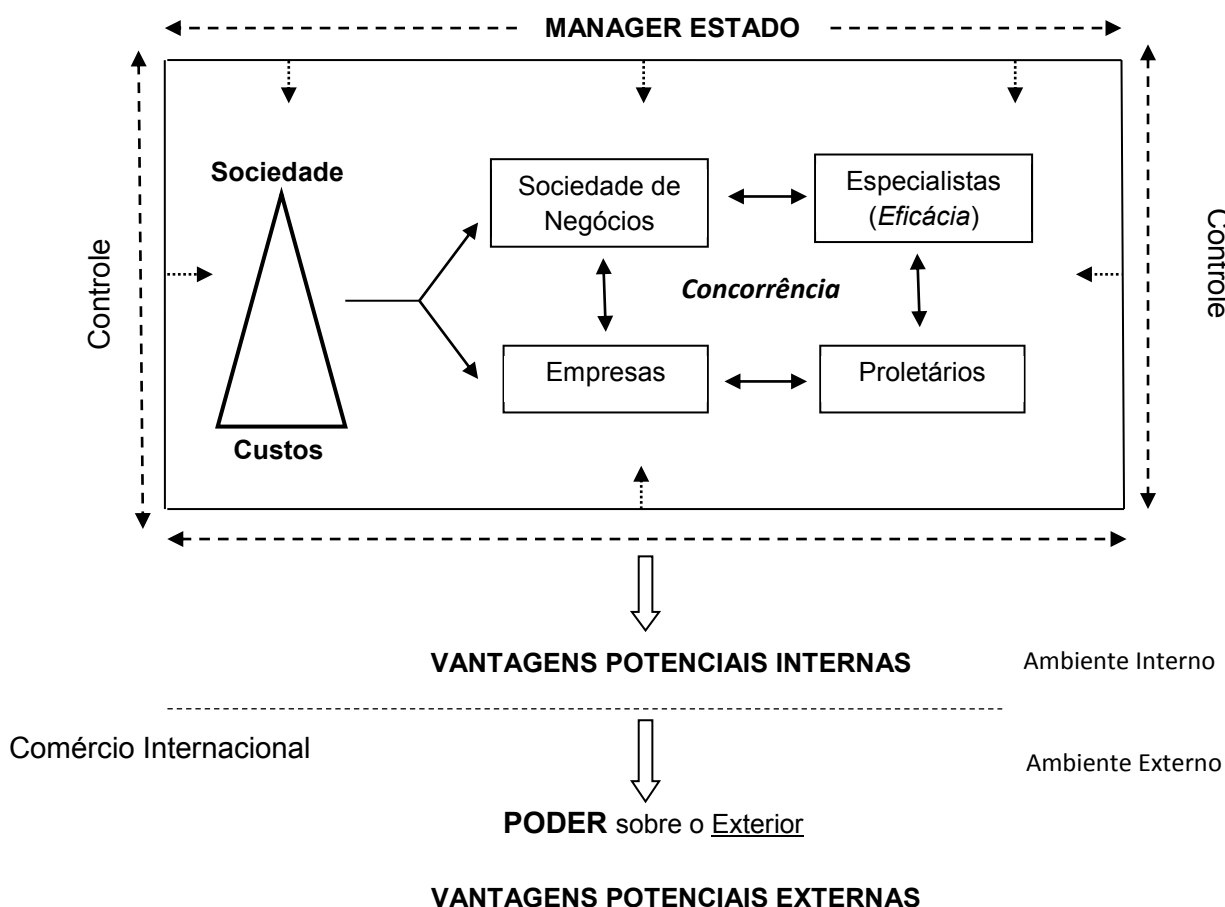 MANAGER ESTADO
Controle
Sociedade
Custos
Sociedade de
Negócios
Especialistas
(Eficácia)
Concorrência
Empresas
Proletários
Controle
VANTAGENS POTENCIAIS INTERNAS
Ambiente Interno
Comércio Internacional
Ambiente Externo
PODER sobre o Exterior
VANTAGENS POTENCIAIS EXTERNAS